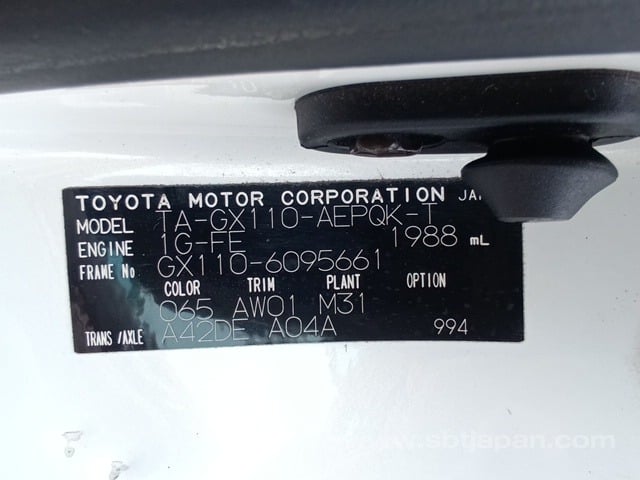 TOYOTA MOTOR CORPORATION JA
MODEL TA-GX110-AEPQK-T
ENGINE 1G-FE 1988 mL
FRAME No GX110-6095661
COLOR TRIM PLANT OPTION
065 AW01 M31
TRANS/AXLE A42DE A04A 994
www.sbtjapan.com/